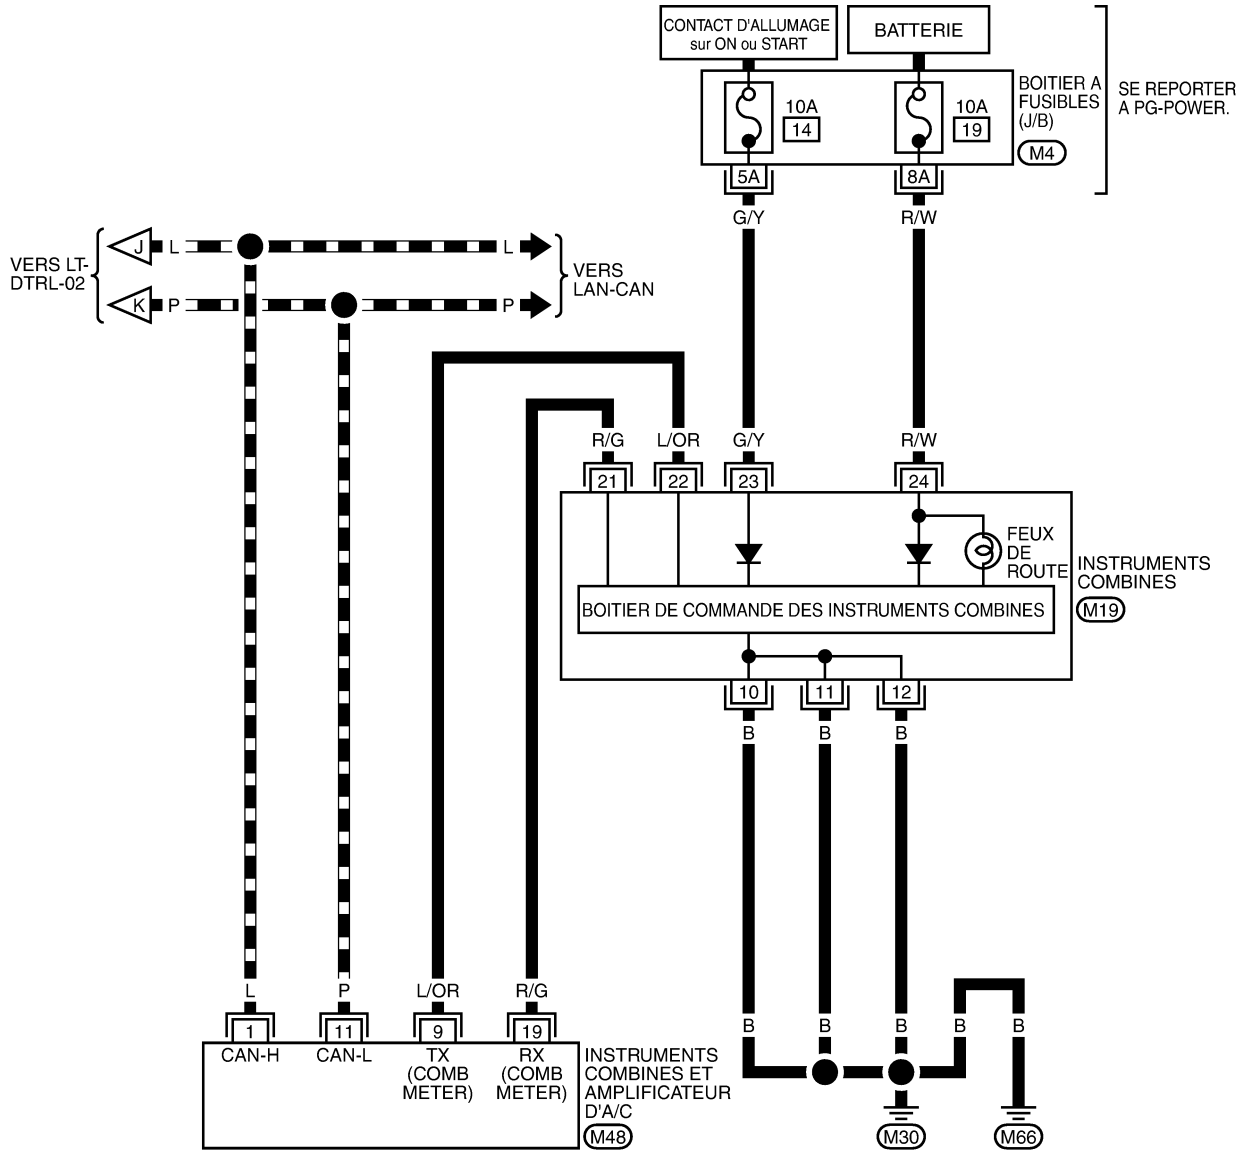 CONTACT D'ALLUMAGE
sur ON ou START
BATTERIE
BOITIER A
FUSIBLES
(J/B)
M4
SE REPORTER
A PG-POWER.
10A
14
10A
19
5A
8A
G/Y
R/W
VERS LT-
DTRL-02
J
L
L
K
P
P
VERS
LAN-CAN
R/G
L/OR
G/Y
R/W
21
22
23
24
FEUX
DE
ROUTE
INSTRUMENTS
COMBINES
M19
BOITIER DE COMMANDE DES INSTRUMENTS COMBINES
10
11
12
B
B
B
L
P
L/OR
R/G
1
11
9
19
CAN-H
CAN-L
TX
(COMB
METER)
RX
(COMB
METER)
INSTRUMENTS
COMBINES ET
AMPLIFICATEUR
D'A/C
M48
B
B
B
B
B
M30
M66